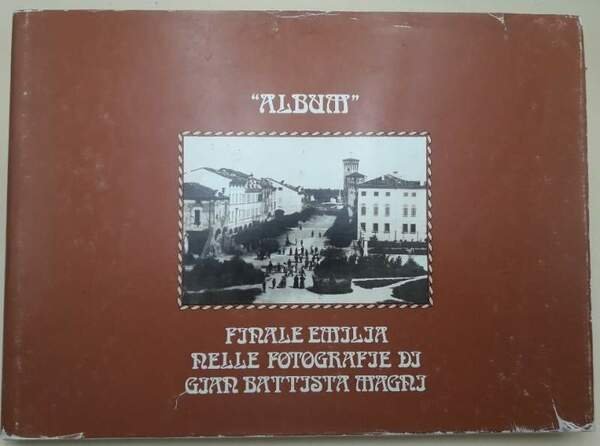 "ALBUM"
FINALE EMILIA
NELLE FOTOGRAFIE DI
GIAN BATTISTA MAGNI